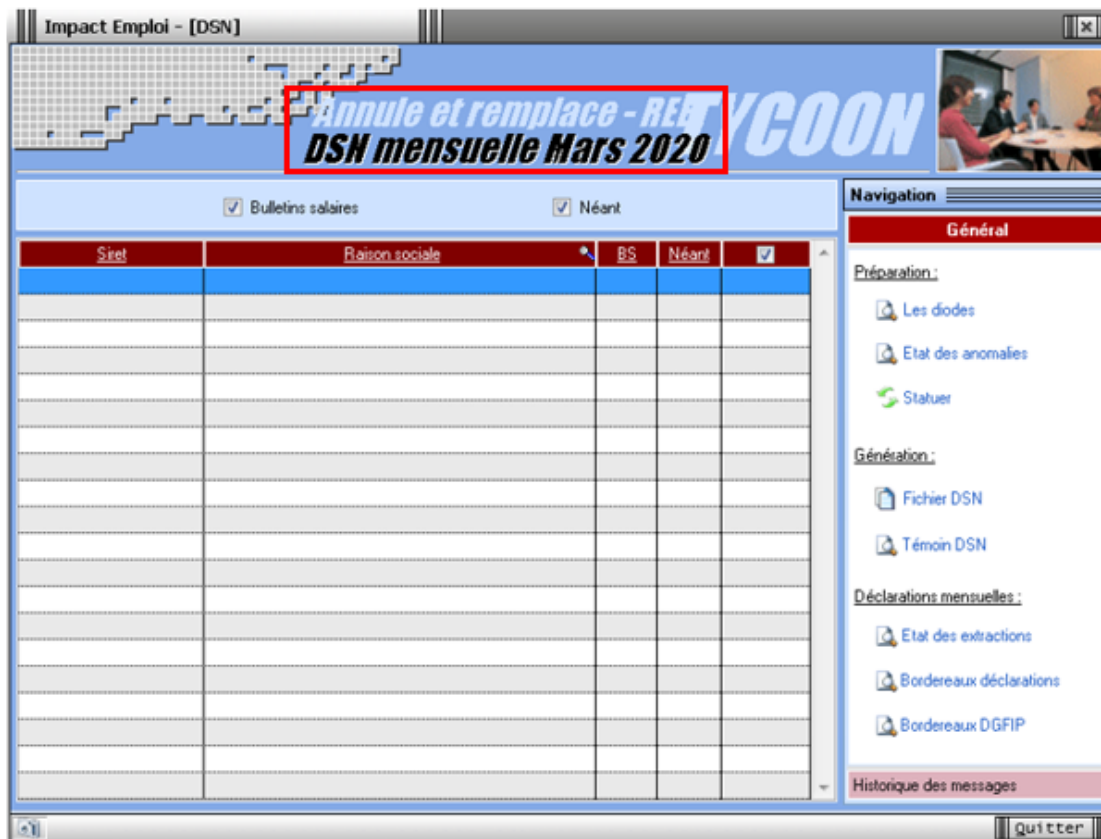 Impact Emploi - [DSN]
Annule et remplace - REE
TYCOON
DSN mensuelle Mars 2020
Bulletins salaires
Néant
Siret Raison sociale BS Néant
Navigation
Général
Préparation :
Les diodes
Etat des anomalies
Statuer
Génération :
Fichier DSN
Témoin DSN
Déclarations mensuelles :
Etat des extractions
Bordereaux déclarations
Bordereaux DGFIP
Historique des messages
Quitter